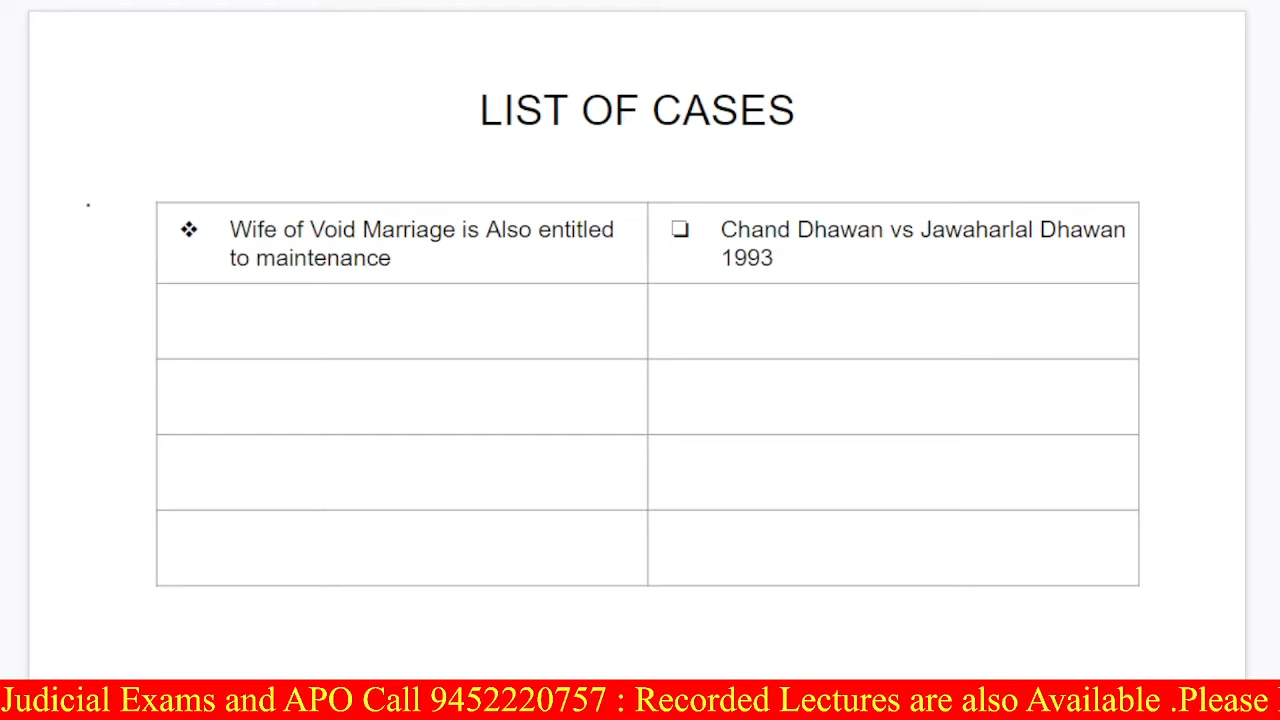 LIST OF CASES
❖ Wife of Void Marriage is Also entitled
to maintenance
❏ Chand Dhawan vs Jawaharlal Dhawan
1993
Judicial Exams and APO Call 9452220757 : Recorded Lectures are also Available .Please